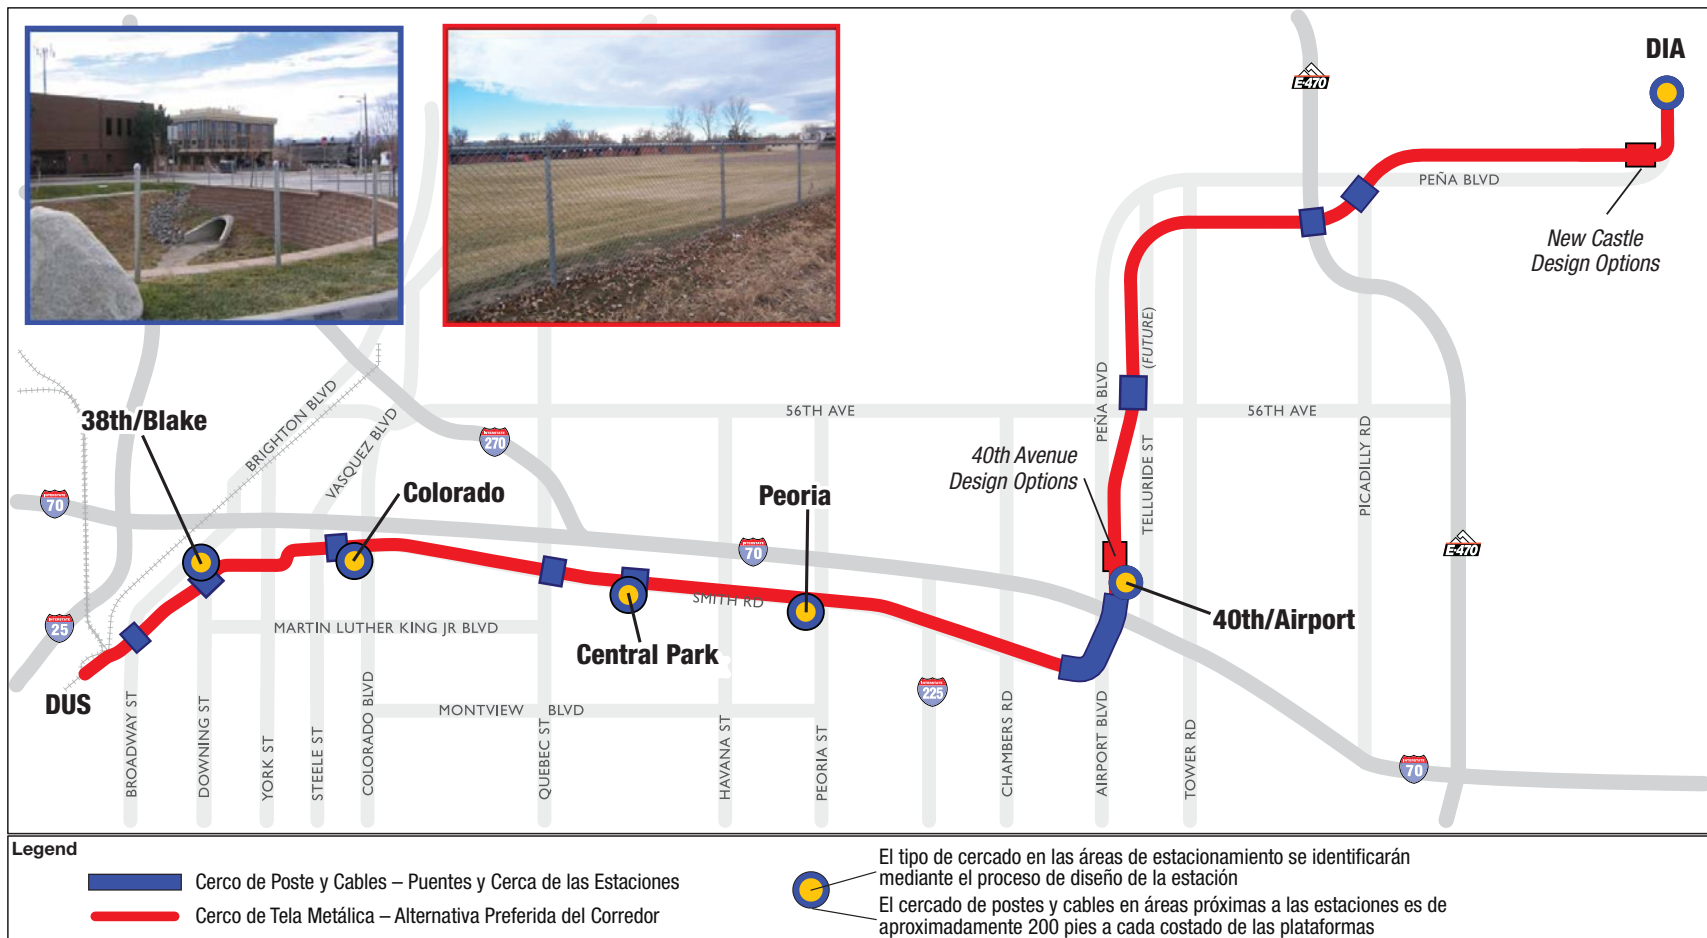 DIA
E-470
PEÑA BLVD
New Castle
Design Options
(FUTURE)
PEÑA BLVD
56TH AVE
56TH AVE
38th/Blake
BRIGHTON BLVD
VASQUEZ BLVD
INTERSTATE
270
40th Avenue
Design Options
TELLURIDE ST
PICADILLY RD
Colorado
Peoria
INTERSTATE
70
INTERSTATE
70
E-470
SMITH RD
40th/Airport
INTERSTATE
25
MARTIN LUTHER KING JR BLVD
Central Park
DUS
INTERSTATE
225
MONTVIEW BLVD
BROADWAY ST
DOWNING ST
YORK ST
STEELE ST
COLORADO BLVD
QUEBEC ST
HAVANA ST
PEORIA ST
CHAMBERS RD
AIRPORT BLVD
TOWER RD
INTERSTATE
70
Legend
Cerco de Poste y Cables – Puentes y Cerca de las Estaciones
Cerco de Tela Metálica – Alternativa Preferida del Corredor
El tipo de cercado en las áreas de estacionamiento se identificarán
mediante el proceso de diseño de la estación
El cercado de postes y cables en áreas próximas a las estaciones es de
aproximadamente 200 pies a cada costado de las plataformas